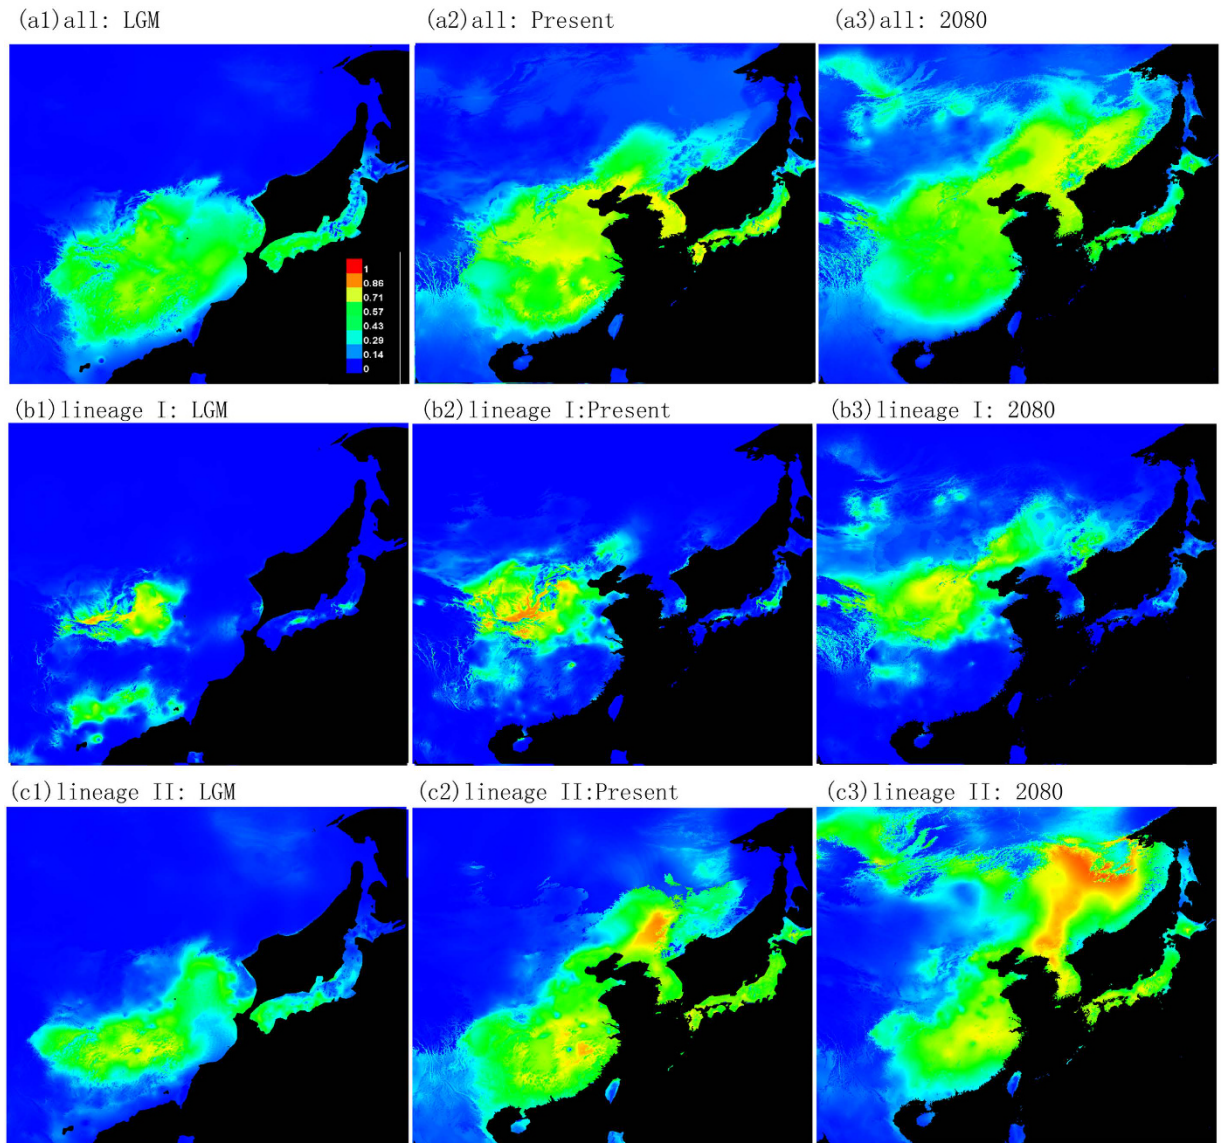 (a1)all: LGM
(a2)all: Present
(a3)all: 2080
1
0.86
0.71
0.57
0.43
0.29
0.14
0
(b1)lineage I: LGM
(b2)lineage I:Present
(b3)lineage I: 2080
(c1)lineage II: LGM
(c2)lineage II:Present
(c3)lineage II: 2080